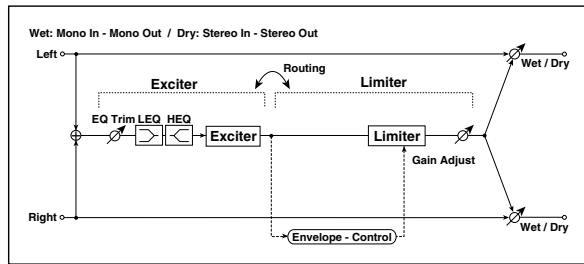 Wet: Mono In - Mono Out / Dry: Stereo In - Stereo Out
Left
Wet / Dry
Routing
Exciter
Limiter
EQ Trim LEQ HEQ
Exciter
Limiter
Gain Adjust
Right
Wet / Dry
Envelope - Control